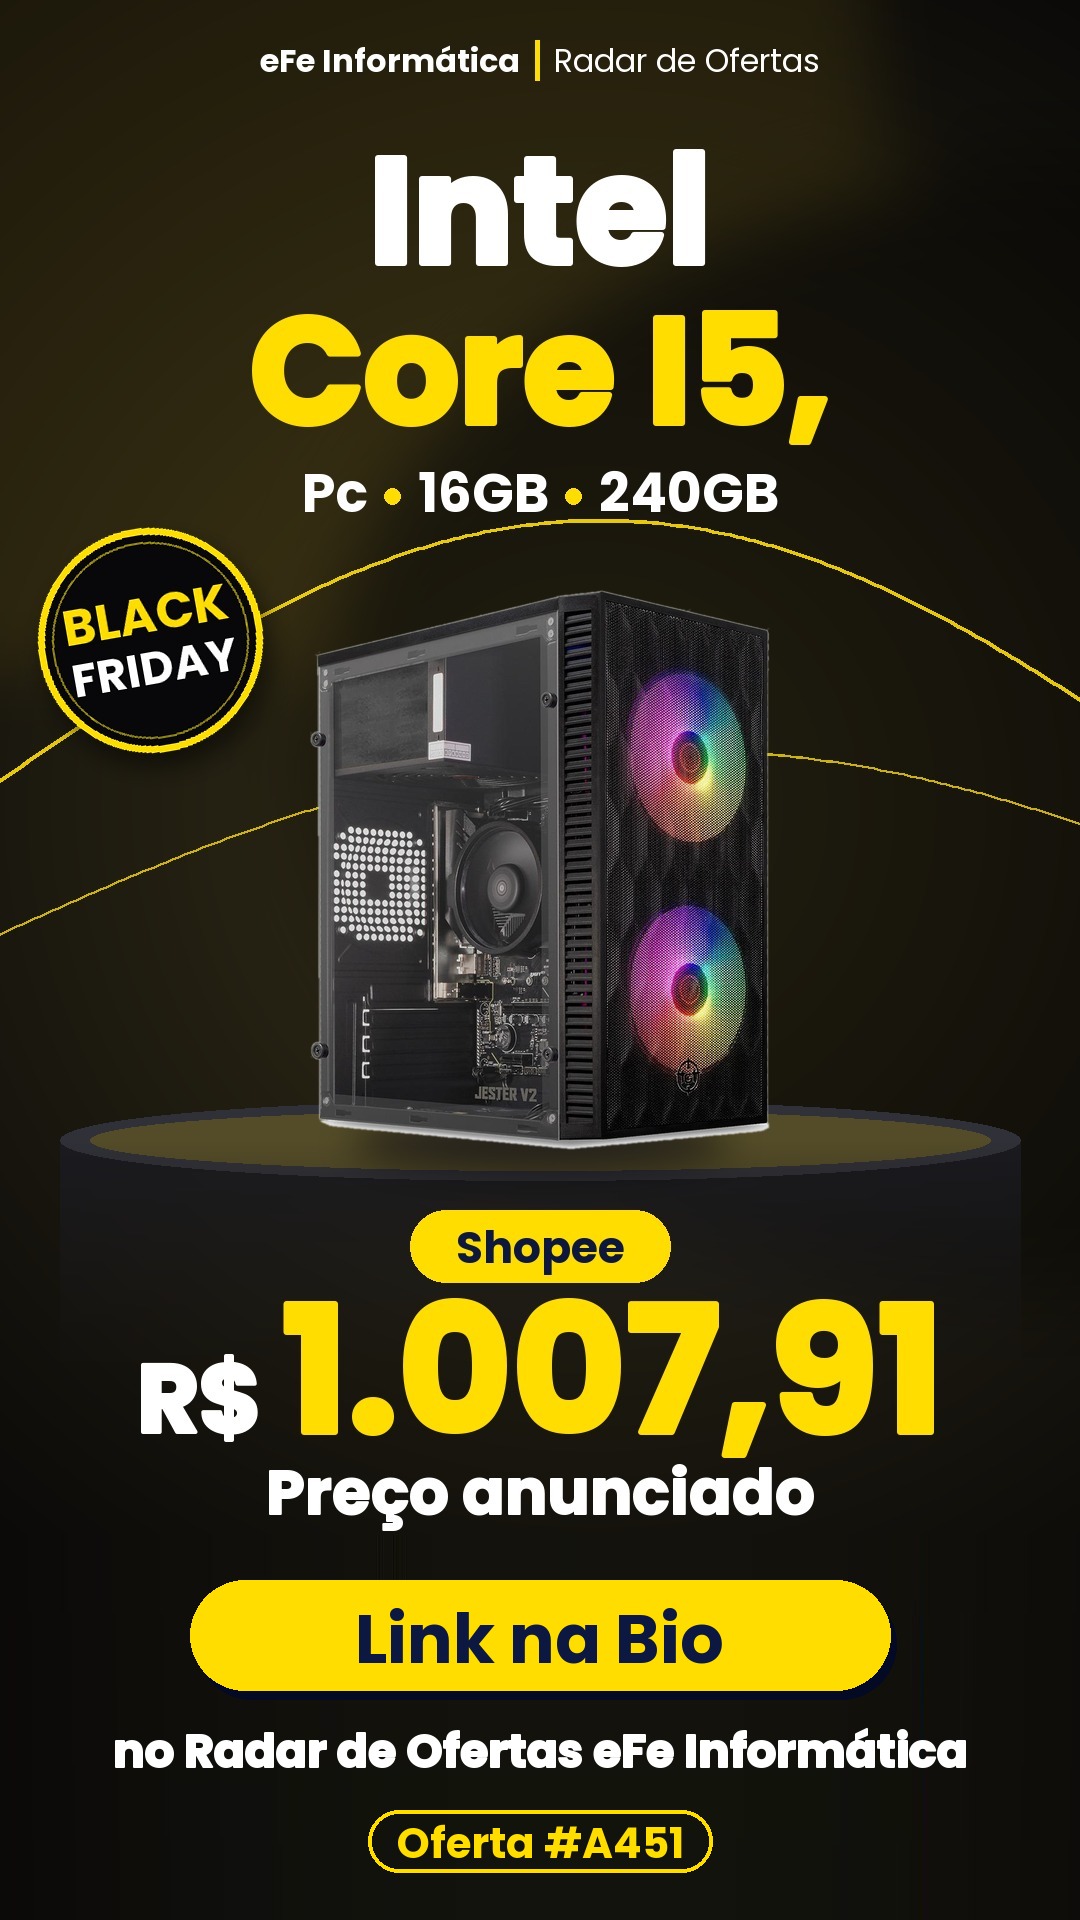 eFe Informática | Radar de Ofertas
Intel
Core I5,
Pc • 16GB • 240GB
BLACK
FRIDAY
JESTER V2
Shopee
R$ 1.007,91
Preço anunciado
Link na Bio
no Radar de Ofertas eFe Informática
Oferta #A451